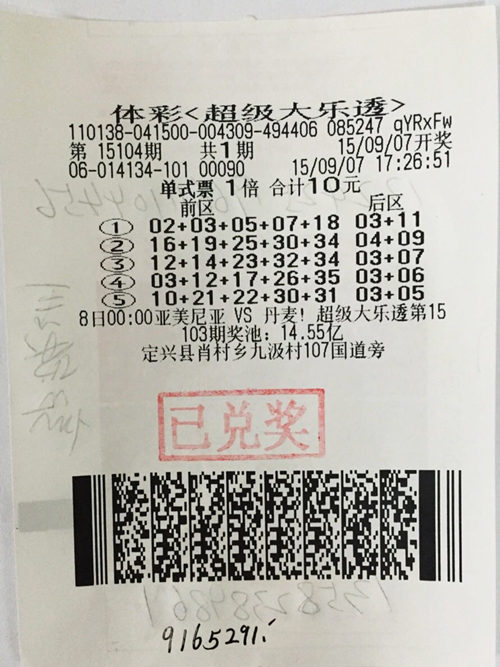 体彩<超级大乐透>
110138-041500-004309-494406 085247 qYRxFw
第 15104期 共1期 15/09/07开奖
06-014134-101 00090 15/09/07 17:26:51
单式票 1倍 合计10元
前区 后区
① 02+03+05+07+18 03+11
② 16+19+25+30+34 04+09
③ 12+14+23+32+34 03+07
④ 03+12+17+26+35 03+06
⑤ 10+21+22+30+31 03+05
8日00:00亚美尼亚 VS 丹麦! 超级大乐透第15
103期奖池: 14.55亿
定兴县肖村乡九汲村107国道旁
已兑奖
9165291.